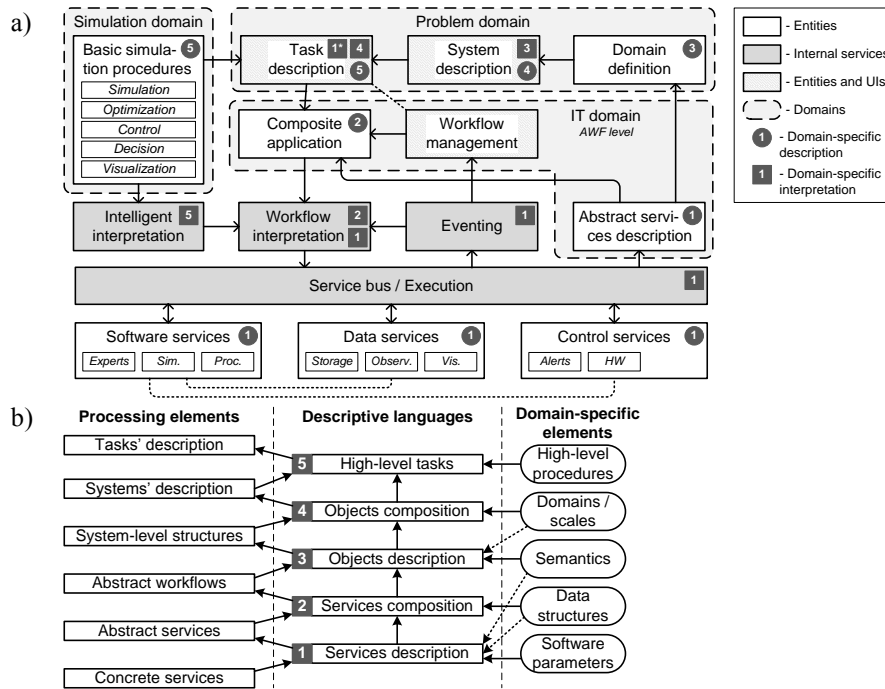 a)
Simulation domain
Problem domain
Basic simula-
tion procedures
5
Simulation
Optimization
Control
Decision
Visualization
Task
description
1*
4
5
System
description
3
4
Domain
definition
3
Composite
application
2
Workflow
management
IT domain
AWF level
Intelligent
interpretation
5
Workflow
interpretation
2
1
Eventing
1
Abstract servi-
ces description
1
Service bus / Execution
1
Software services
1
Experts
Sim.
Proc.
Data services
1
Storage
Observ.
Vis.
Control services
1
Alerts
HW
- Entities
- Internal services
- Entities and UIs
- Domains
1
- Domain-specific
description
1
- Domain-specific
interpretation
b)
Processing elements
Descriptive languages
Domain-specific
elements
Tasks’ description
Systems’ description
System-level structures
Abstract workflows
Abstract services
Concrete services
5
High-level tasks
4
Objects composition
3
Objects description
2
Services composition
1
Services description
High-level
procedures
Domains /
scales
Semantics
Data
structures
Software
parameters